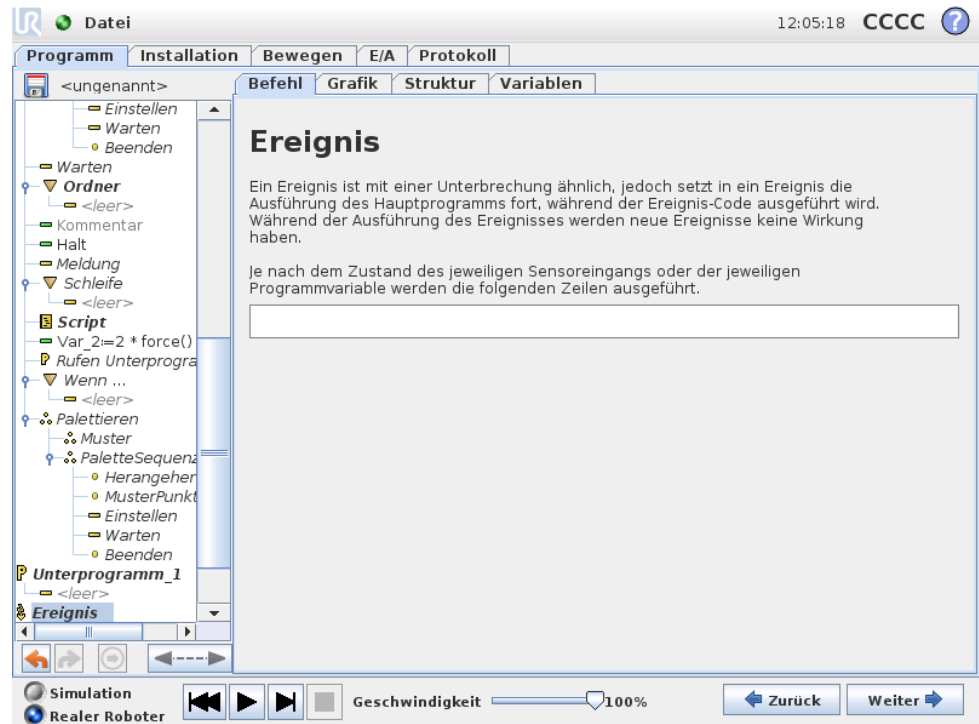 Datei
12:05:18 CCCC ?
Programm Installation Bewegen E/A Protokoll
<ungenannt>
Befehl Grafik Struktur Variablen
Einstellen
Warten
Beenden
Warten
Ordner
<leer>
Kommentar
Halt
Meldung
Schleife
<leer>
Script
Var_2:=2 * force()
Rufen Unterprogra
Wenn ...
<leer>
Palettieren
Muster
PaletteSequenz
Herangehen
MusterPunkt
Einstellen
Warten
Beenden
Unterprogramm_1
<leer>
Ereignis
Ereignis
Ein Ereignis ist mit einer Unterbrechung ähnlich, jedoch setzt in ein Ereignis die
Ausführung des Hauptprogramms fort, während der Ereignis-Code ausgeführt wird.
Während der Ausführung des Ereignisses werden neue Ereignisse keine Wirkung
haben.
Je nach dem Zustand des jeweiligen Sensoreingangs oder der jeweiligen
Programmvariable werden die folgenden Zeilen ausgeführt.
Simulation
Realer Roboter
Geschwindigkeit 100%
Zurück
Weiter